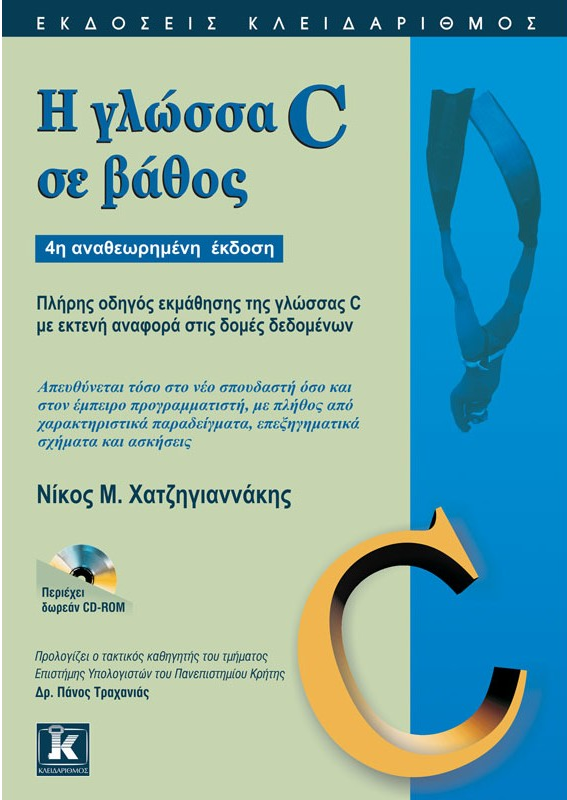 ΕΚΔΟΣΕΙΣ ΚΛΕΙΔΑΡΙΘΜΟΣ
Η γλώσσα C
σε βάθος
4η αναθεωρημένη έκδοση
Πλήρης οδηγός εκμάθησης της γλώσσας C
με εκτενή αναφορά στις δομές δεδομένων
Απευθύνεται τόσο στο νέο σπουδαστή όσο και
στον έμπειρο προγραμματιστή, με πλήθος από
χαρακτηριστικά παραδείγματα, επεξηγηματικά
σχήματα και ασκήσεις
Νίκος Μ. Χατζηγιαννάκης
Περιέχει
δωρεάν CD-ROM
C
Προλογίζει ο τακτικός καθηγητής του τμήματος
Επιστήμης Υπολογιστών του Πανεπιστημίου Κρήτης
Δρ. Πάνος Τραχανιάς
Κ
ΚΛΕΙΔΑΡΙΘΜΟΣ